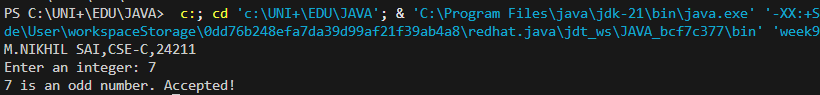 PS C:\UNI+\EDU\JAVA>  c:; cd 'c:\UNI+\EDU\JAVA'; & 'C:\Program Files\java\jdk-21\bin\java.exe' '-XX:+S
de\User\workspaceStorage\0dd76b248efa7da39d99af21f39ab4a8\redhat.java\jdt_ws\JAVA_bcf7c377\bin' 'week9
M.NIKHIL SAI,CSE-C,24211
Enter an integer: 7
7 is an odd number. Accepted!